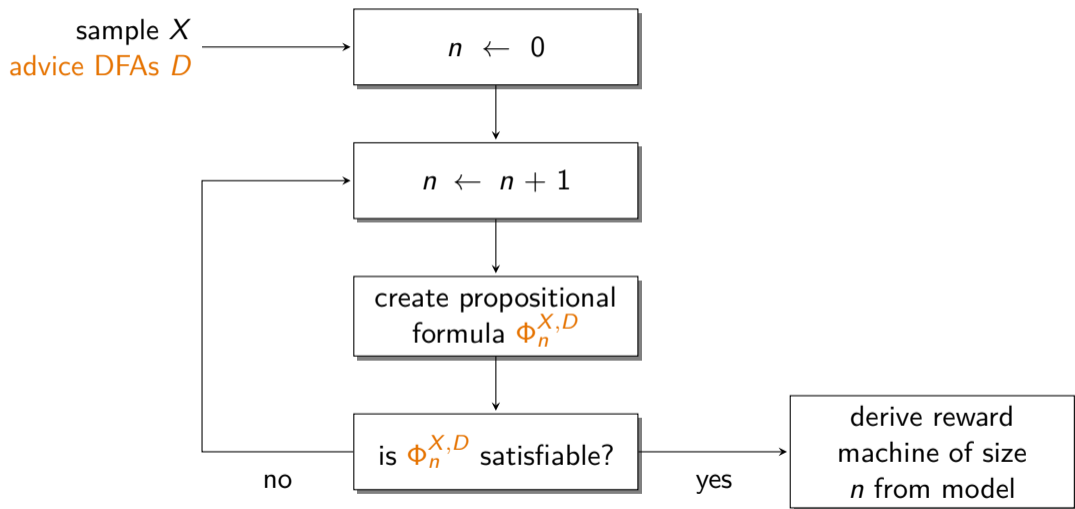 sample X
advice DFAs D
n ← 0
n ← n + 1
create propositional
formula Φₙ^{X,D}
is Φₙ^{X,D} satisfiable?
no
yes
derive reward
machine of size
n from model